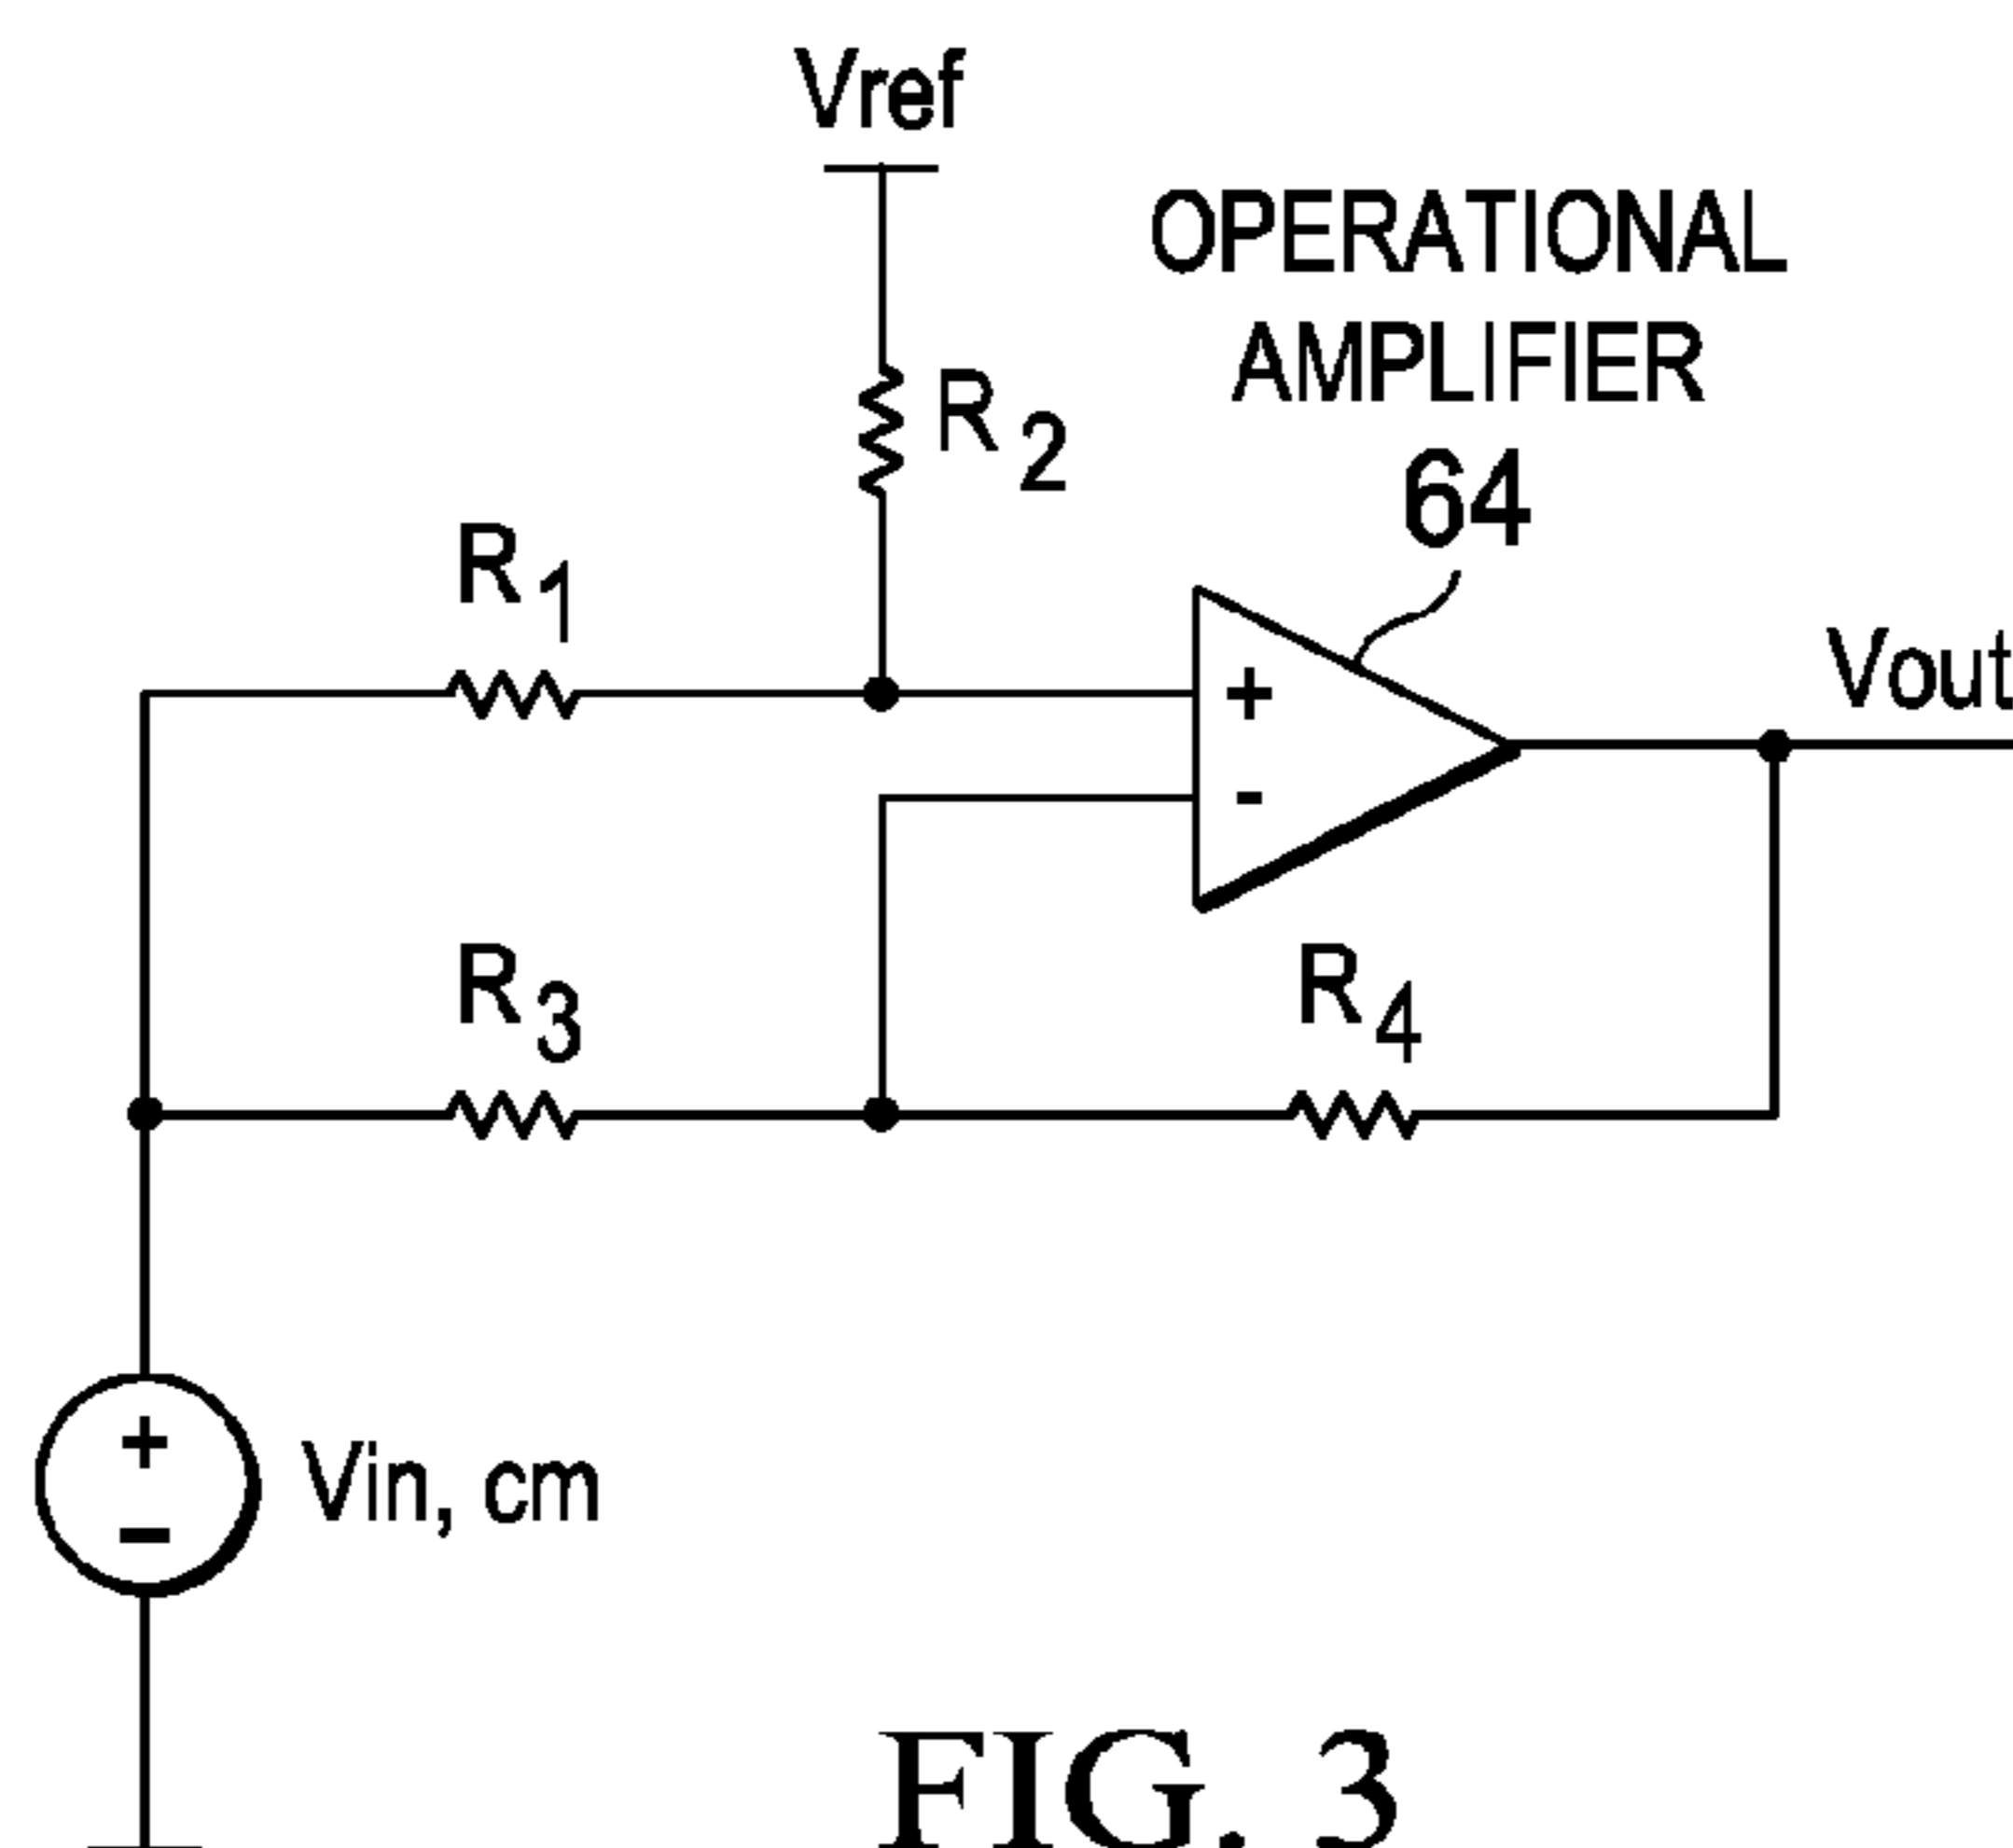 Vref
OPERATIONAL
AMPLIFIER
64
R2
R1
+
-
Vout
R3
R4
+
-
Vin, cm
FIG. 3